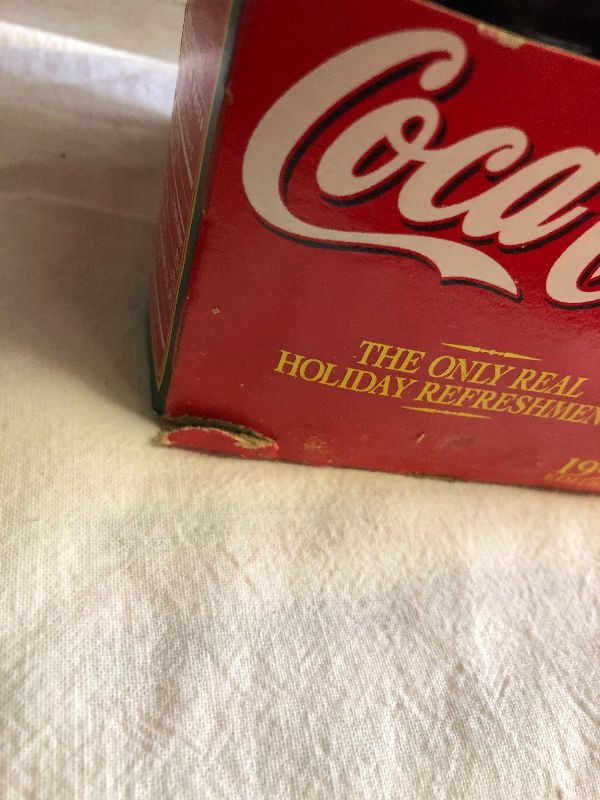 Coca
THE ONLY REAL
HOLIDAY REFRESHMEN
19